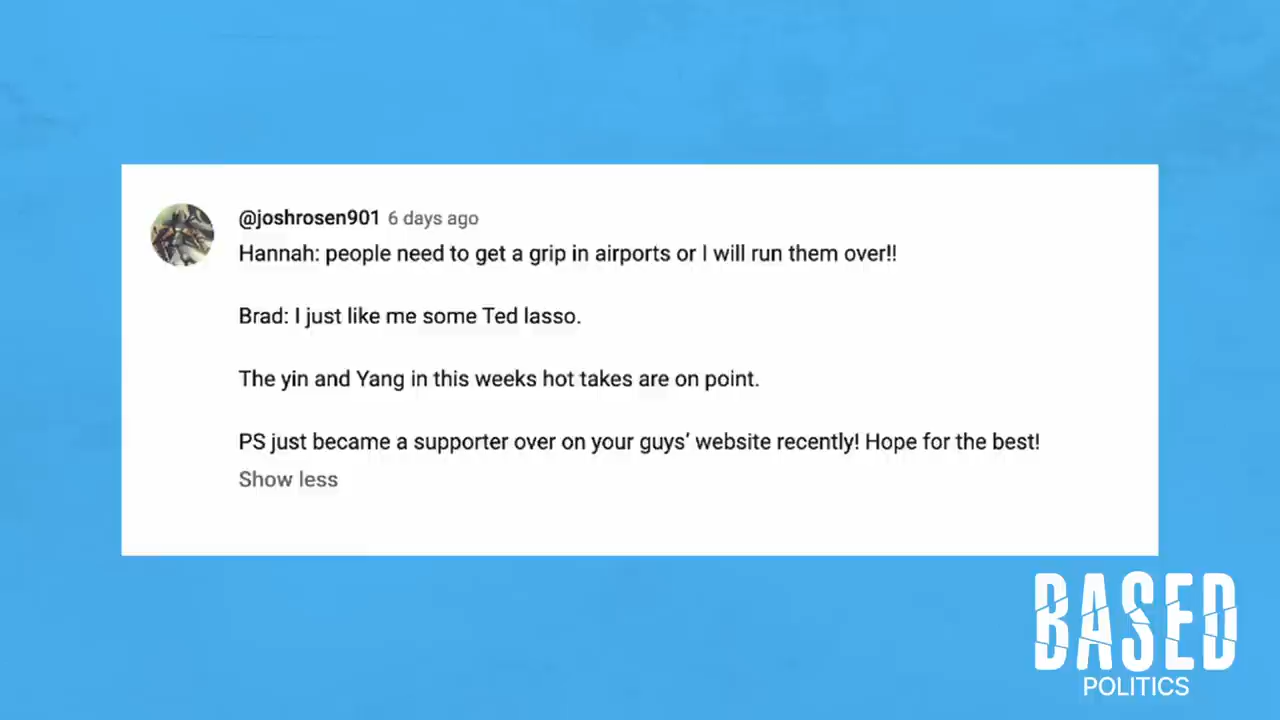 @joshrosen901 6 days ago
Hannah: people need to get a grip in airports or I will run them over!!
Brad: I just like me some Ted lasso.
The yin and Yang in this weeks hot takes are on point.
PS just became a supporter over on your guys’ website recently! Hope for the best!
Show less
BASED
POLITICS